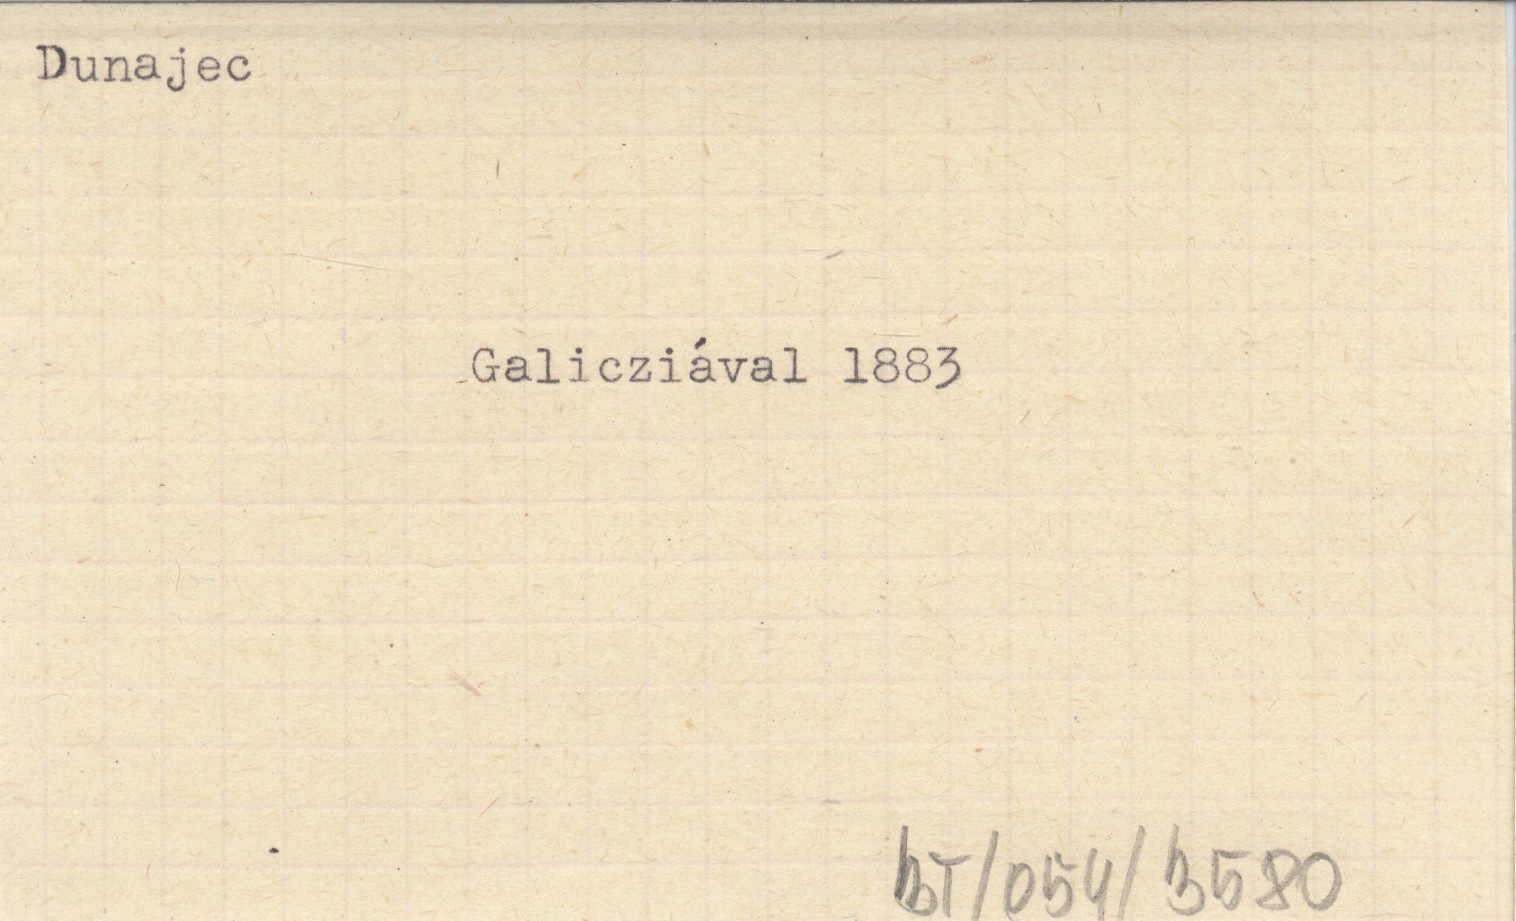 Dunajec
Galicziával 1883
BT/054/3580